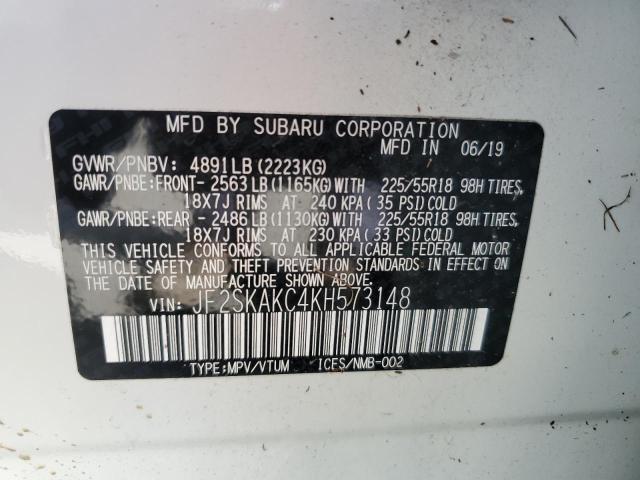 MFD BY SUBARU CORPORATION
MFD IN 06/19
GVWR/PNBV: 4891LB(2223KG)
GAWR/PNBE:FRONT- 2563LB(1165KG)WITH 225/55R18 98H TIRES,
18X7J RIMS AT 240 KPA( 35 PSI)COLD
GAWR/PNBE:REAR - 2486LB(1130KG)WITH 225/55R18 98H TIRES,
18X7J RIMS AT 230 KPA( 33 PSI)COLD
THIS VEHICLE CONFORMS TO ALL APPLICABLE FEDERAL MOTOR
VEHICLE SAFETY AND THEFT PREVENTION STANDARDS IN EFFECT ON
THE DATE OF MANUFACTURE SHOWN ABOVE.
VIN: JF2SKAKC4KH573148
TYPE:MPV/VTUM ICES/NMB-002